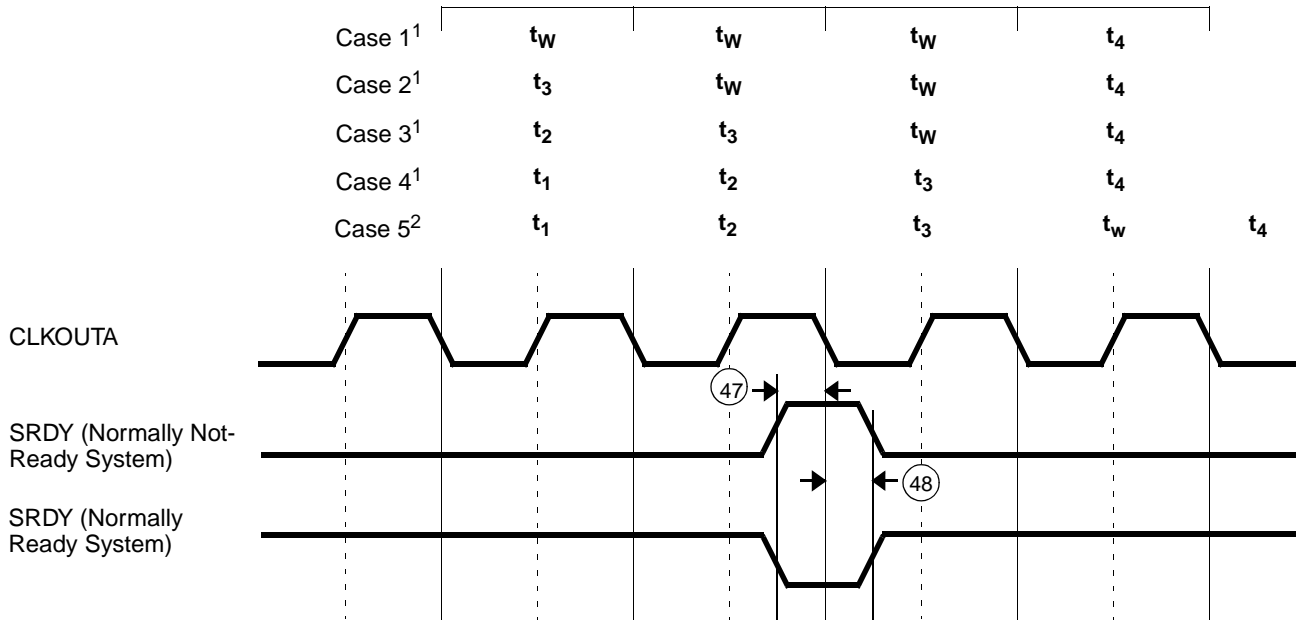 Case 1¹ tW tW tW t4
Case 2¹ t3 tW tW t4
Case 3¹ t2 t3 tW t4
Case 4¹ t1 t2 t3 t4
Case 5² t1 t2 t3 tw t4
CLKOUTA
47
SRDY (Normally Not-
Ready System)
48
SRDY (Normally
Ready System)